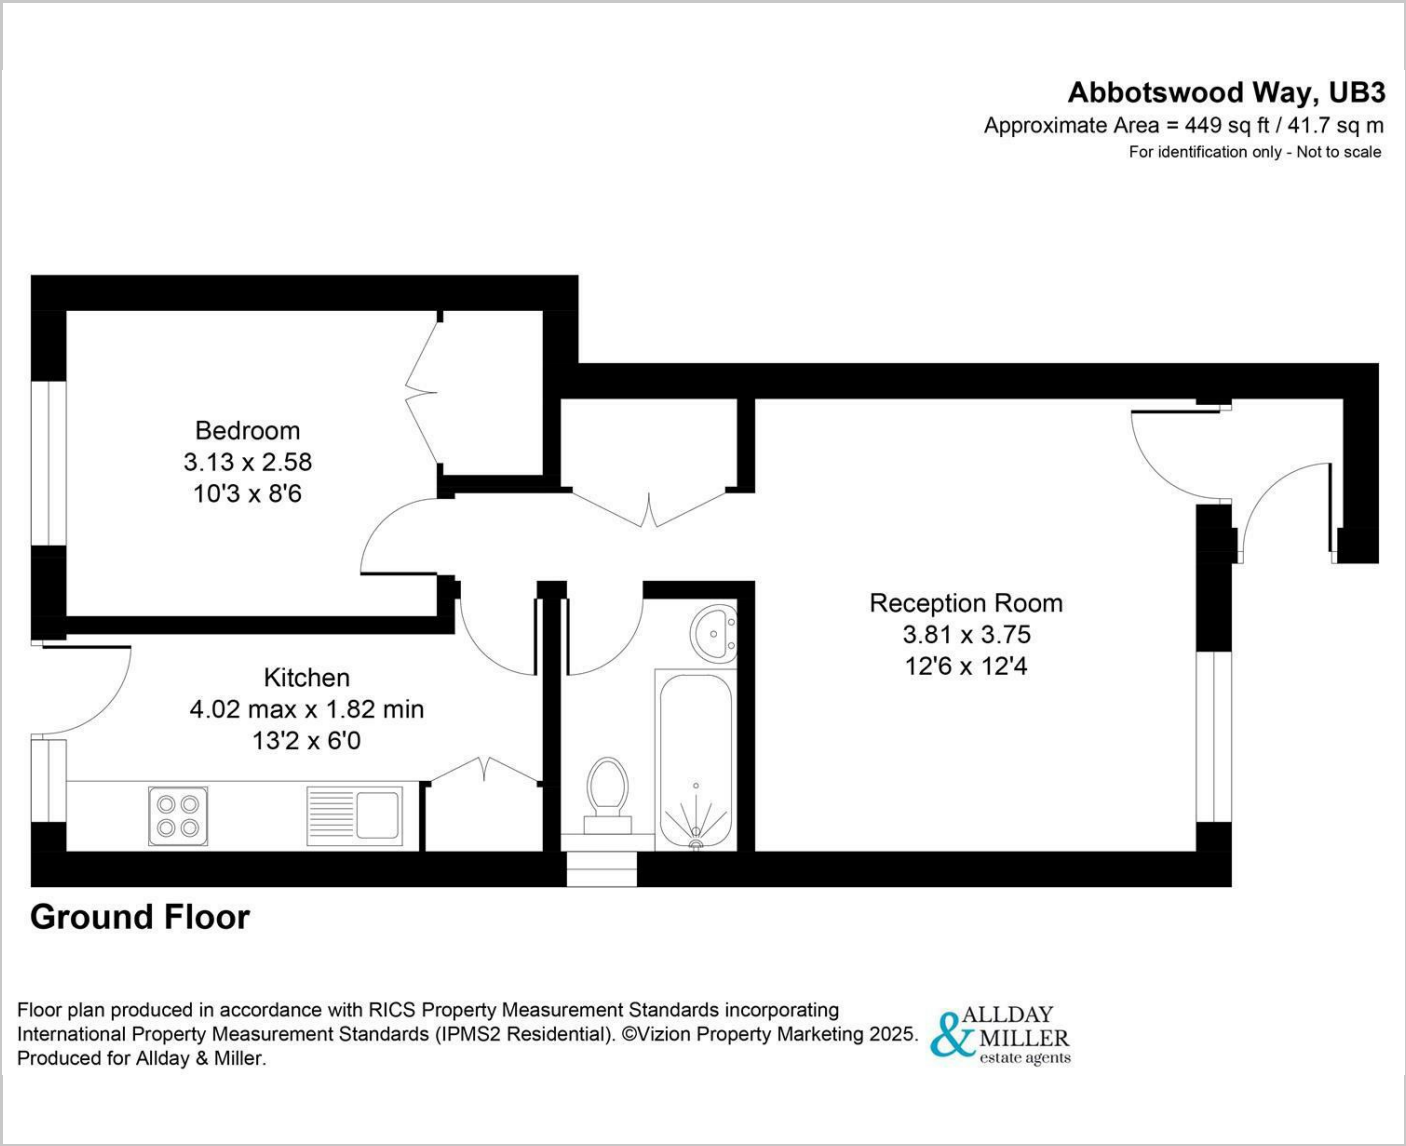 Abbotswood Way, UB3
Approximate Area = 449 sq ft / 41.7 sq m
For identification only - Not to scale
Bedroom
3.13 x 2.58
10'3 x 8'6
Reception Room
3.81 x 3.75
12'6 x 12'4
Kitchen
4.02 max x 1.82 min
13'2 x 6'0
Ground Floor
Floor plan produced in accordance with RICS Property Measurement Standards incorporating
International Property Measurement Standards (IPMS2 Residential). ©Vizion Property Marketing 2025.
Produced for Allday & Miller.
ALLDAY
& MILLER
estate agents